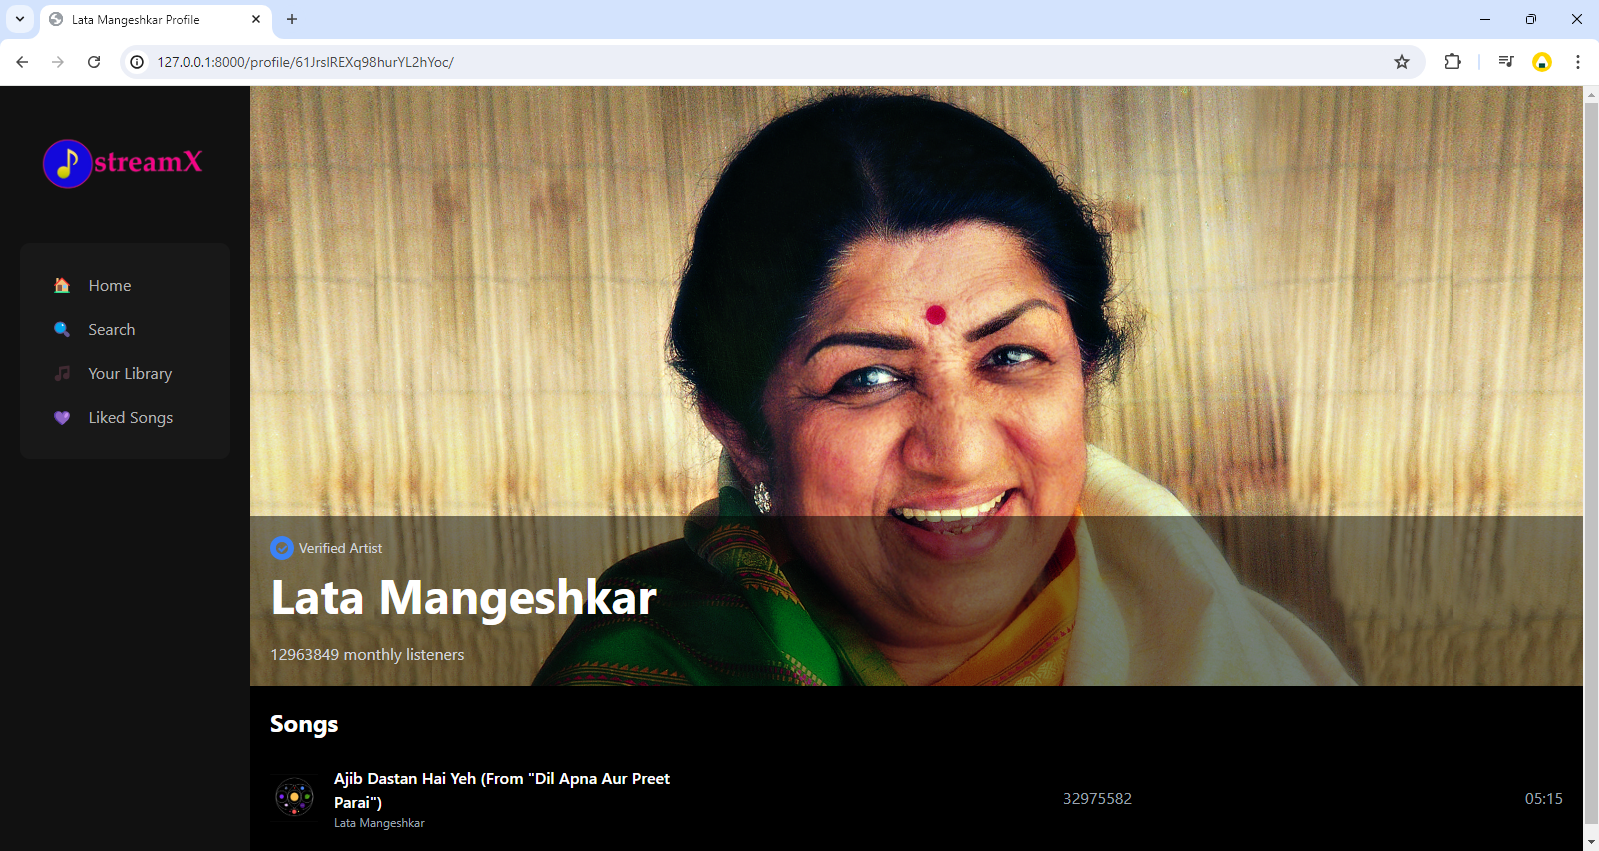 Lata Mangeshkar Profile
127.0.0.1:8000/profile/61JrslREXq98hurYL2hYoc/
streamX
Home
Search
Your Library
Liked Songs
Verified Artist
Lata Mangeshkar
12963849 monthly listeners
Songs
Ajib Dastan Hai Yeh (From "Dil Apna Aur Preet
Parai")
Lata Mangeshkar
32975582
05:15